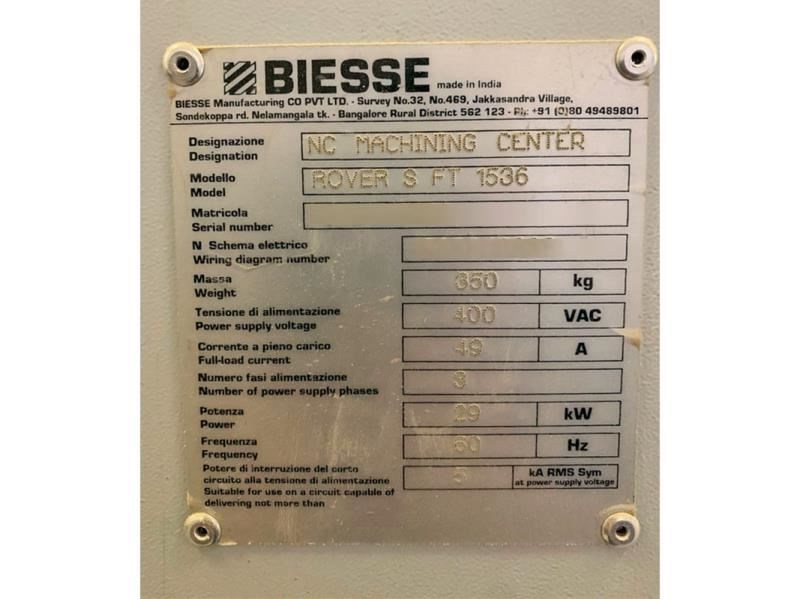 BIESSE made in India
BIESSE Manufacturing CO PVT LTD. - Survey No.32, No.469, Jakkasandra Village,
Sondekoppa rd. Nelamangala tk. - Bangalore Rural District 562 123 - Ph: +91 (0)80 49489801
Designazione
Designation
NC MACHINING CENTER
Modello
Model
ROVER S FT 1536
Matricola
Serial number
N Schema elettrico
Wiring diagram number
Massa
Weight
kg
Tensione di alimentazione
Power supply voltage
400 VAC
Corrente a pieno carico
Full-load current
49 A
Numero fasi alimentazione
Number of power supply phases
3
Potenza
Power
29 kW
Frequenza
Frequency
Hz
Potere di interruzione del corto
circuito alla tensione di alimentazione
Suitable for use on a circuit capable of
delivering not more than
5 kA RMS Sym
at power supply voltage